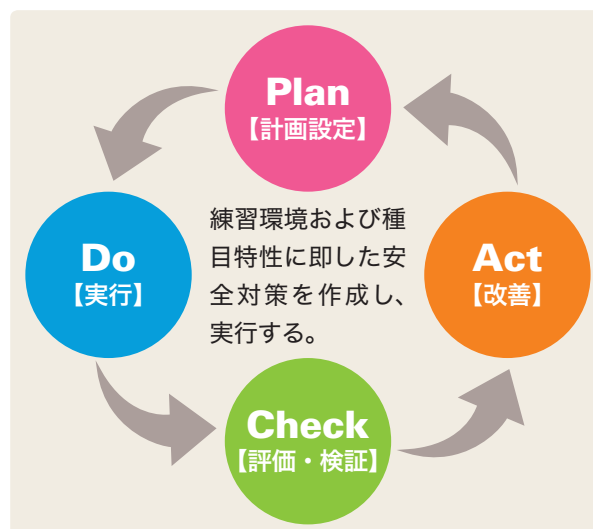 Plan
【計画設定】
Do
【実行】
練習環境および種
目特性に即した安
全対策を作成し、
実行する。
Act
【改善】
Check
【評価・検証】